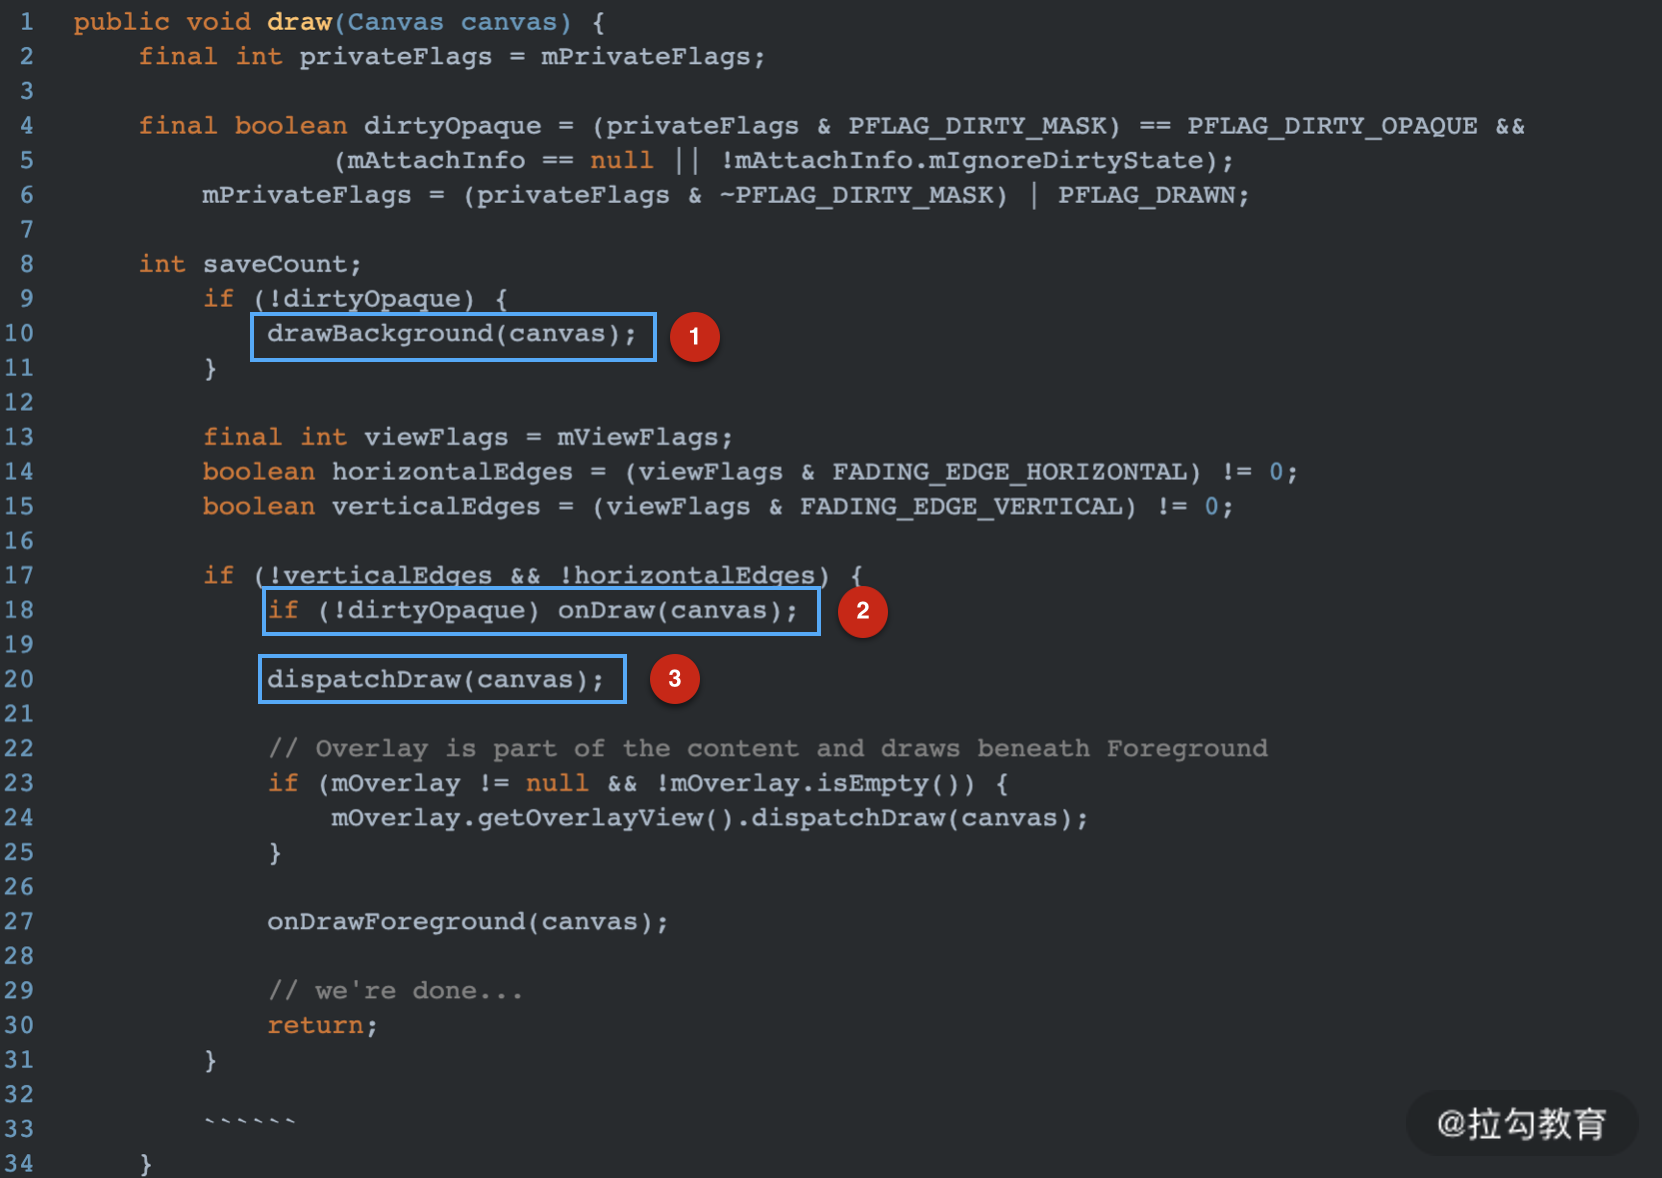 1 public void draw(Canvas canvas) {
2 final int privateFlags = mPrivateFlags;
3
4 final boolean dirtyOpaque = (privateFlags & PFLAG_DIRTY_MASK) == PFLAG_DIRTY_OPAQUE &&
5 (mAttachInfo == null || !mAttachInfo.mIgnoreDirtyState);
6 mPrivateFlags = (privateFlags & ~PFLAG_DIRTY_MASK) | PFLAG_DRAWN;
7
8 int saveCount;
9 if (!dirtyOpaque) {
10 drawBackground(canvas); 1
11 }
12
13 final int viewFlags = mViewFlags;
14 boolean horizontalEdges = (viewFlags & FADING_EDGE_HORIZONTAL) != 0;
15 boolean verticalEdges = (viewFlags & FADING_EDGE_VERTICAL) != 0;
16
17 if (!verticalEdges && !horizontalEdges) {
18 if (!dirtyOpaque) onDraw(canvas); 2
19
20 dispatchDraw(canvas); 3
21
22 // Overlay is part of the content and draws beneath Foreground
23 if (mOverlay != null && !mOverlay.isEmpty()) {
24 mOverlay.getOverlayView().dispatchDraw(canvas);
25 }
26
27 onDrawForeground(canvas);
28
29 // we're done...
30 return;
31 }
32
33 ``````
34 }
@拉勾教育